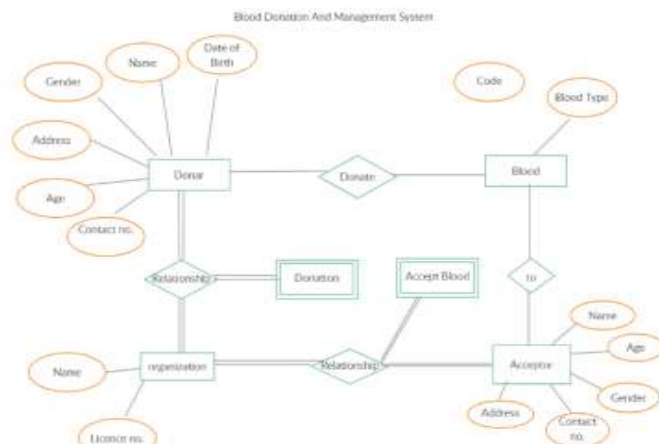 Blood Donation And Management System
Date of
Birth
Name
Gender
Code
Blood Type
Address
Donar
Donate
Blood
Age
Contact no.
Relationship
Donation
Accept Blood
to
Name
Age
Name
organization
Relationship
Acceptor
Gender
Address
Contact
no.
Licence no.